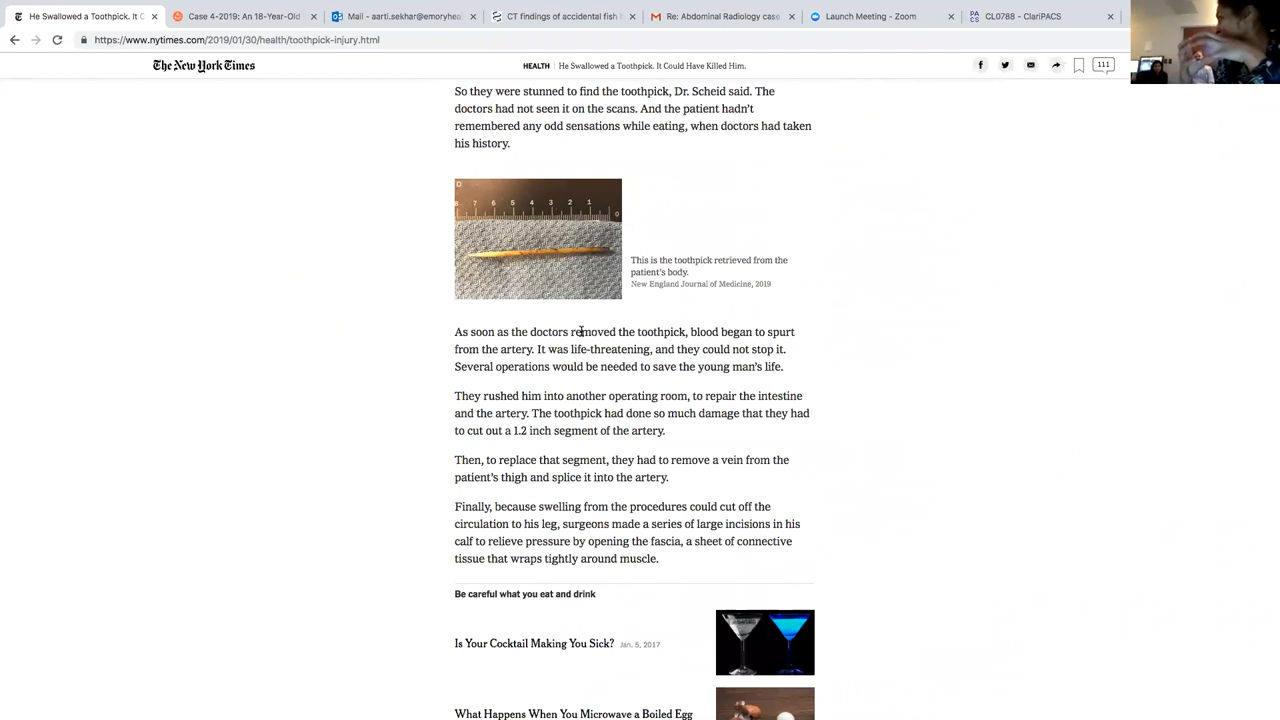 He Swallowed a Toothpick. It C
Case 4-2019: An 18-Year-Old
Mail - aarti.sekhar@emoryheal
CT findings of accidental fish
Re: Abdominal Radiology case
Launch Meeting - Zoom
PACS CL0788 - ClariPACS
https://www.nytimes.com/2019/01/30/health/toothpick-injury.html
The New York Times
HEALTH | He Swallowed a Toothpick. It Could Have Killed Him.
111
So they were stunned to find the toothpick, Dr. Scheid said. The
doctors had not seen it on the scans. And the patient hadn't
remembered any odd sensations while eating, when doctors had taken
his history.
D
8 7 6 5 4 3 2 1 0
This is the toothpick retrieved from the
patient's body.
New England Journal of Medicine, 2019
As soon as the doctors removed the toothpick, blood began to spurt
from the artery. It was life-threatening, and they could not stop it.
Several operations would be needed to save the young man's life.
They rushed him into another operating room, to repair the intestine
and the artery. The toothpick had done so much damage that they had
to cut out a 1.2 inch segment of the artery.
Then, to replace that segment, they had to remove a vein from the
patient's thigh and splice it into the artery.
Finally, because swelling from the procedures could cut off the
circulation to his leg, surgeons made a series of large incisions in his
calf to relieve pressure by opening the fascia, a sheet of connective
tissue that wraps tightly around muscle.
Be careful what you eat and drink
Is Your Cocktail Making You Sick? Jan. 5, 2017
What Happens When You Microwave a Boiled Egg